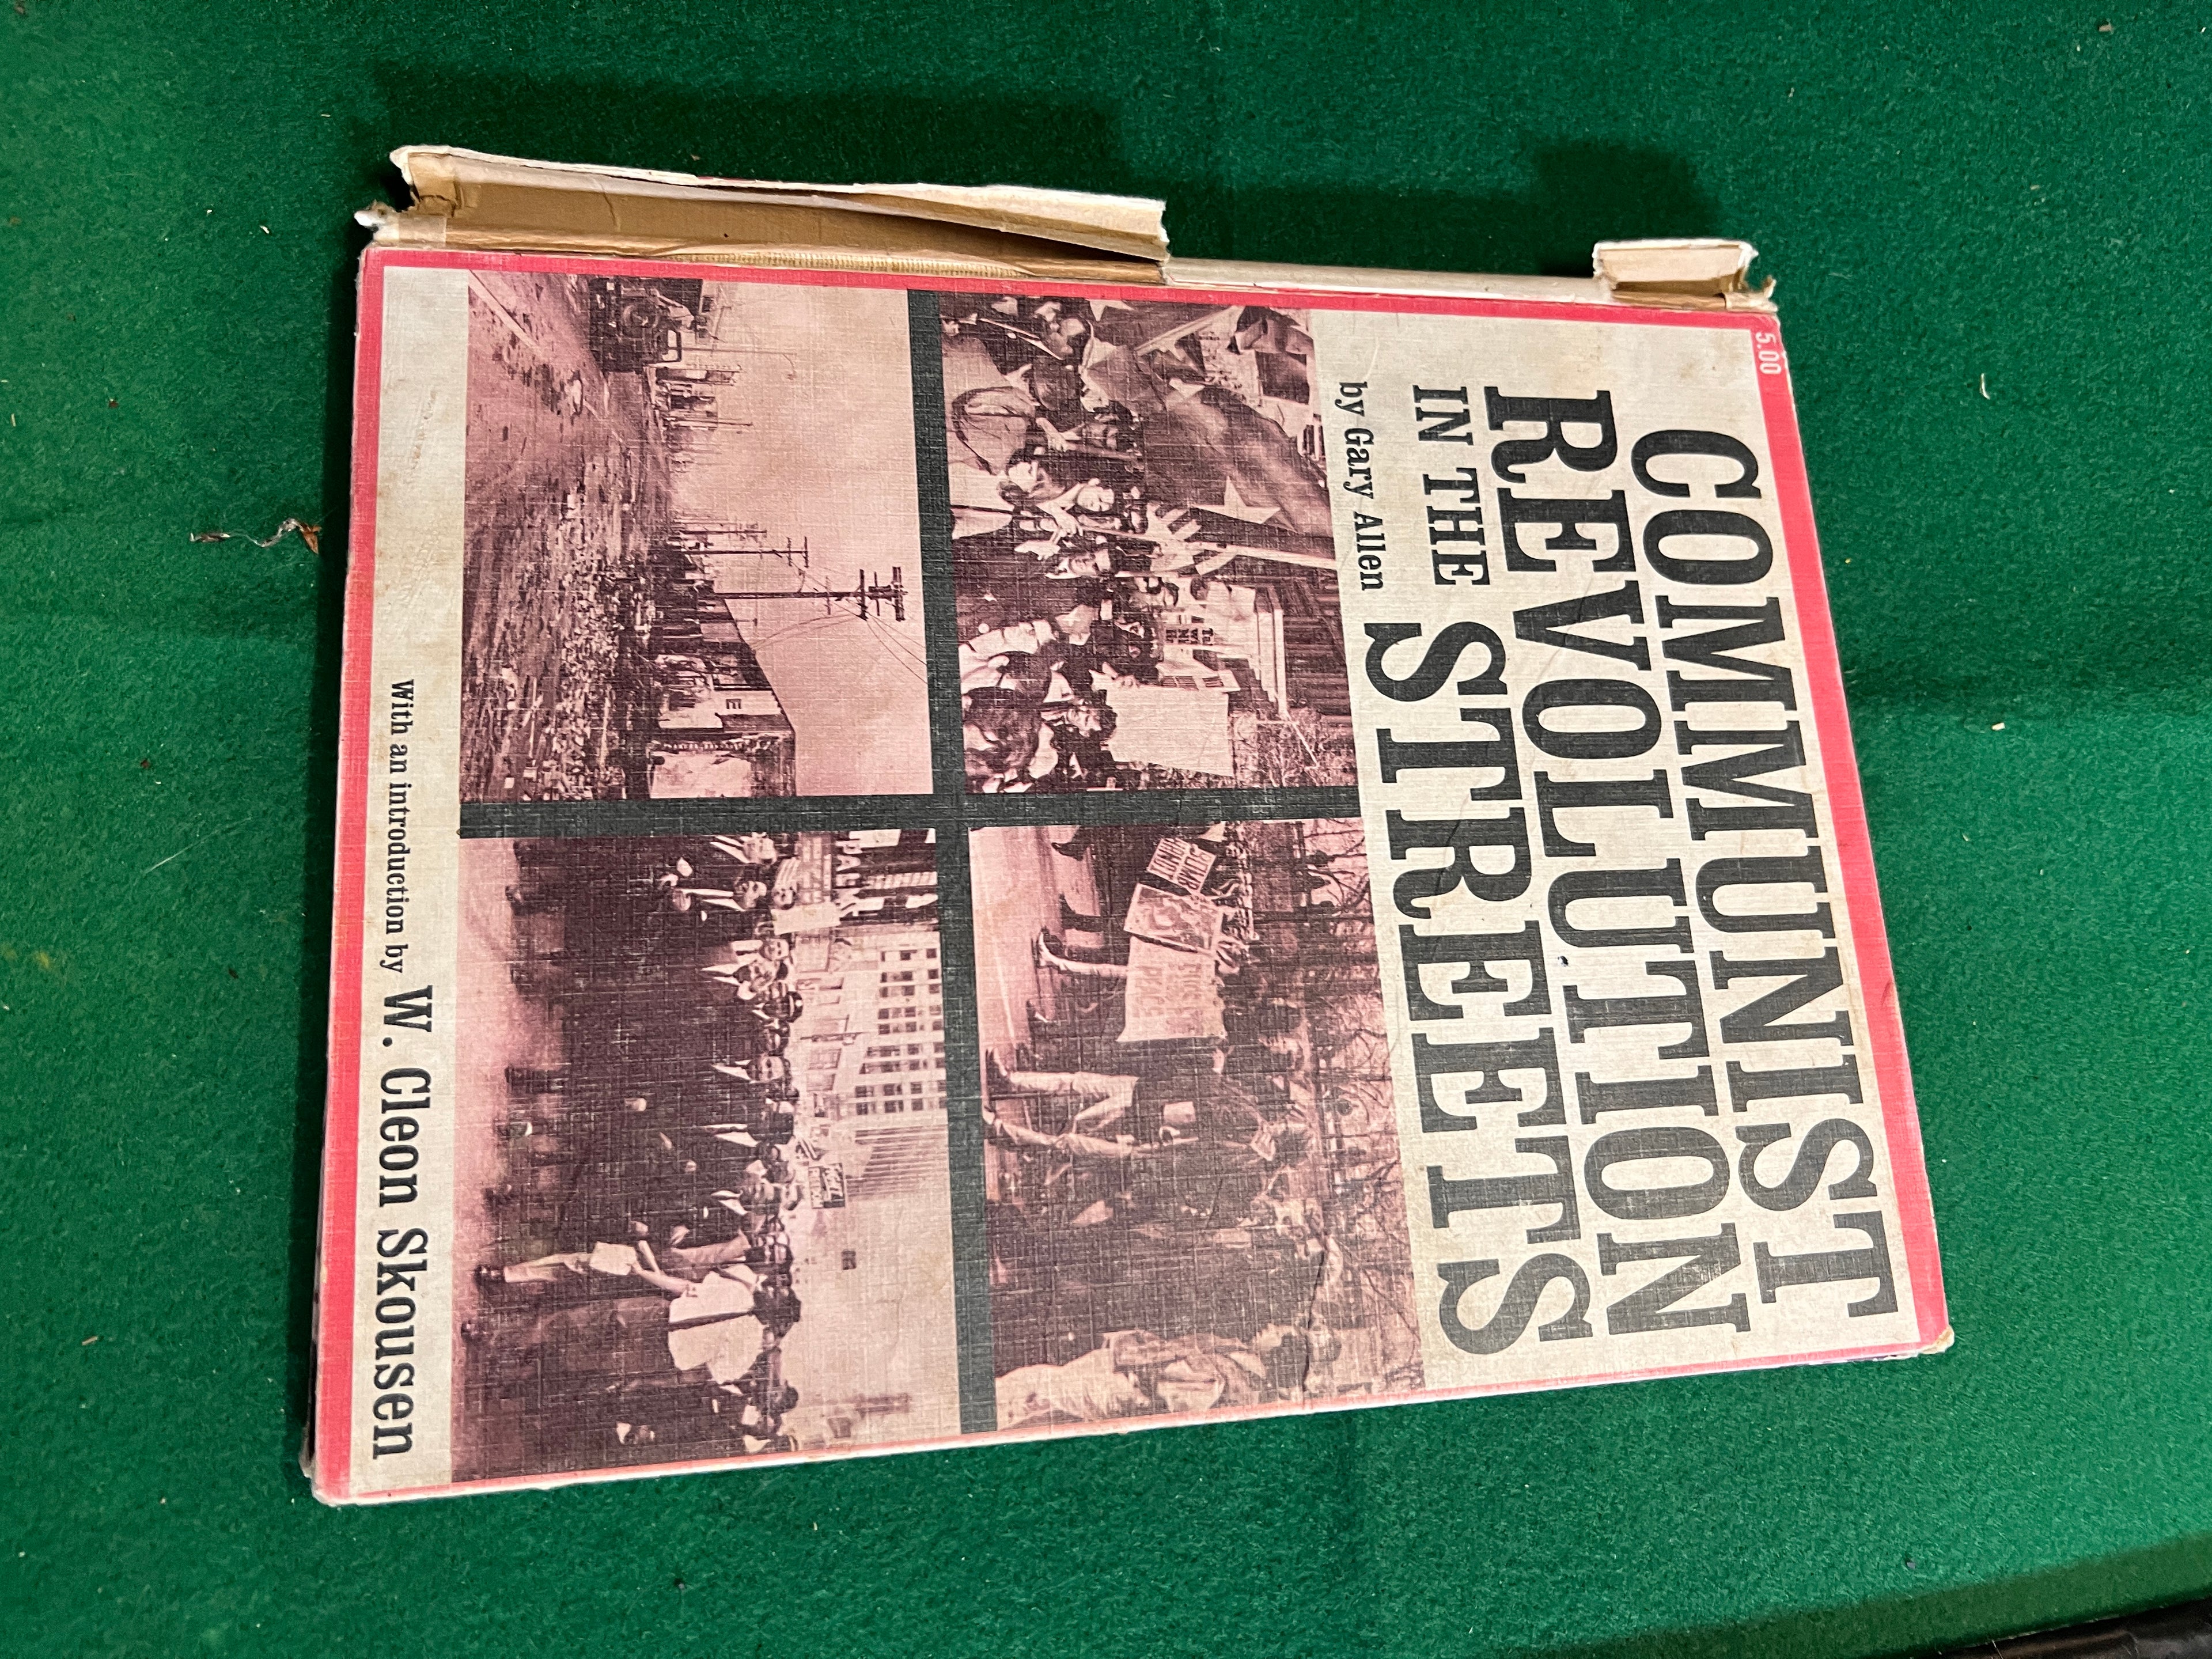 5.00
COMMUNIST
REVOLUTION
IN THE STREETS
by Gary Allen
with an introduction by W. Cleon Skousen